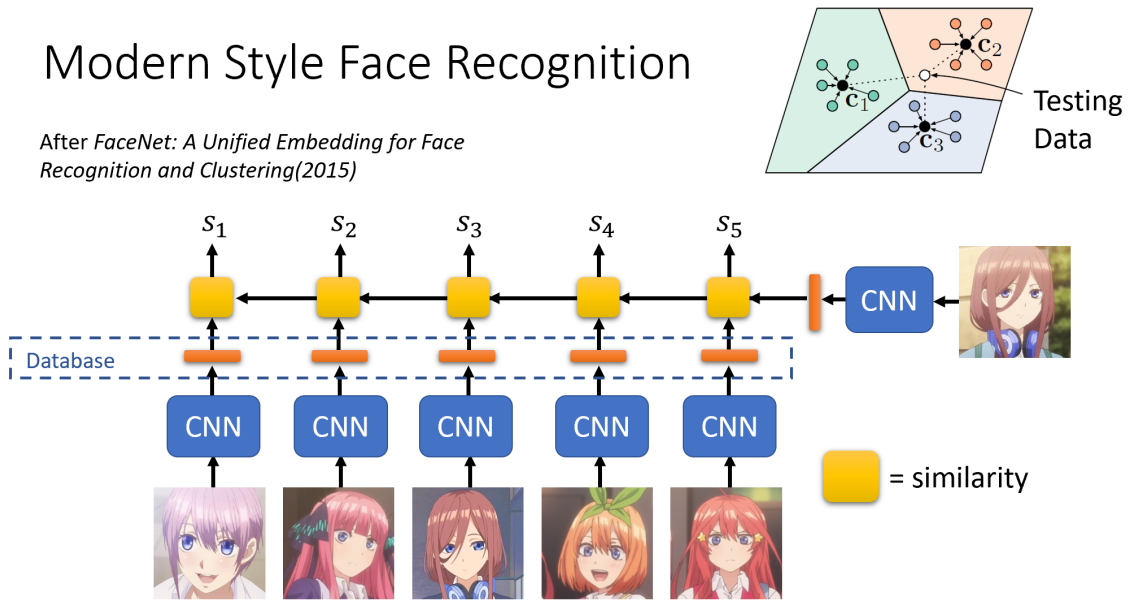 Modern Style Face Recognition
After FaceNet: A Unified Embedding for Face
Recognition and Clustering(2015)
c₂
c₁
c₃
Testing
Data
s₁ s₂ s₃ s₄ s₅
CNN
Database
CNN CNN CNN CNN CNN
= similarity